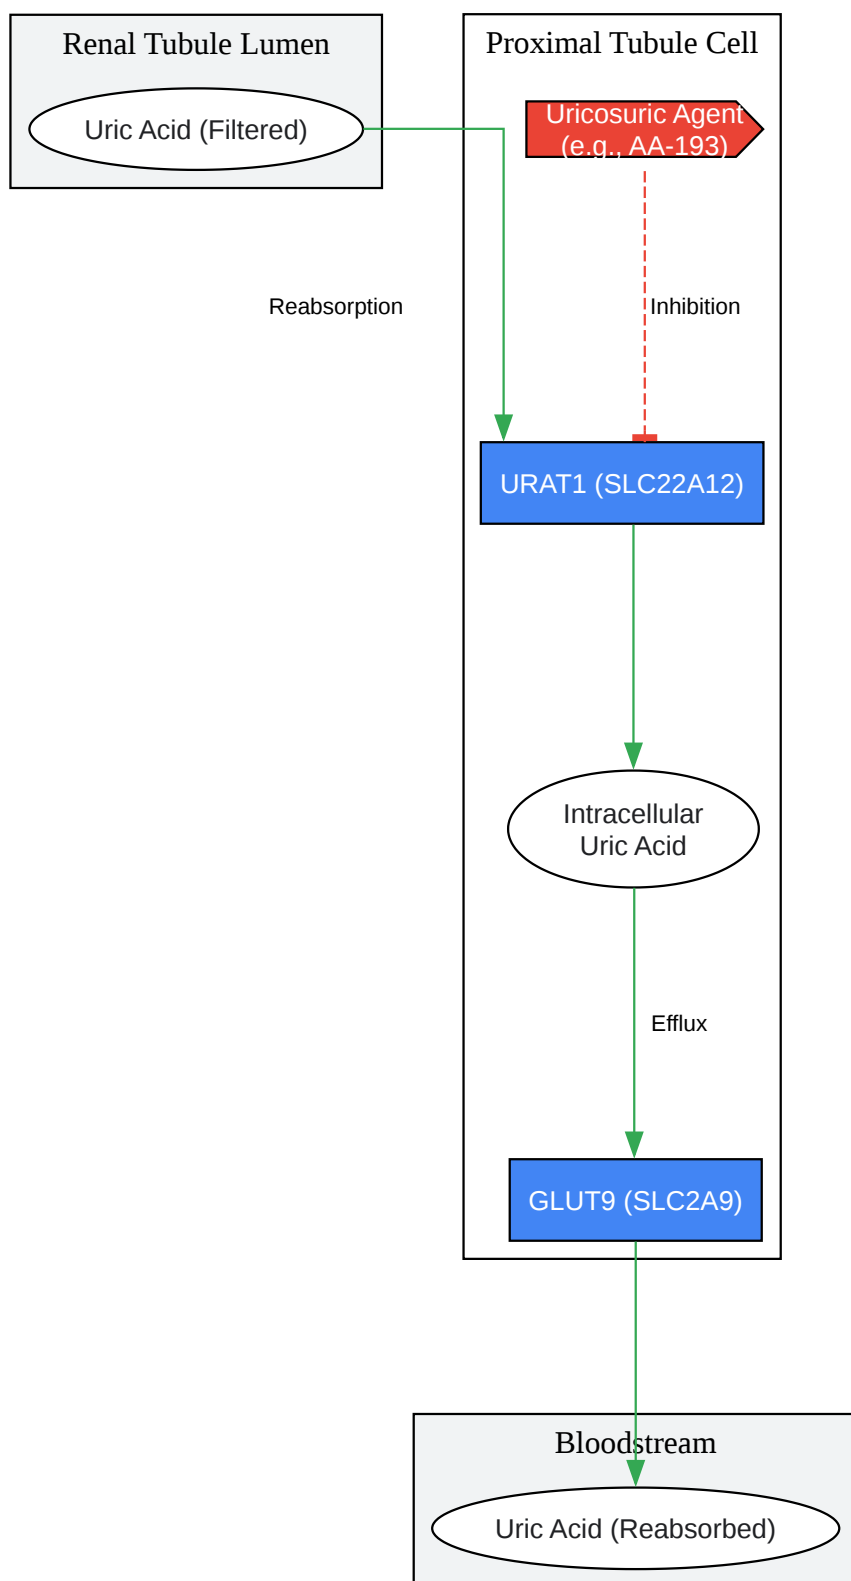 Renal Tubule Lumen
Uric Acid (Filtered)
Proximal Tubule Cell
Uricosuric Agent
(e.g., AA-193)
Reabsorption
Inhibition
URAT1 (SLC22A12)
Intracellular
Uric Acid
Efflux
GLUT9 (SLC2A9)
Bloodstream
Uric Acid (Reabsorbed)